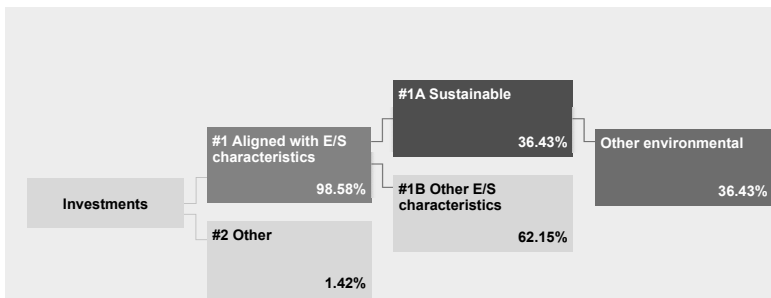 Investments
#1 Aligned with E/S
characteristics
98.58%
#2 Other
1.42%
#1A Sustainable
36.43%
#1B Other E/S
characteristics
62.15%
Other environmental
36.43%